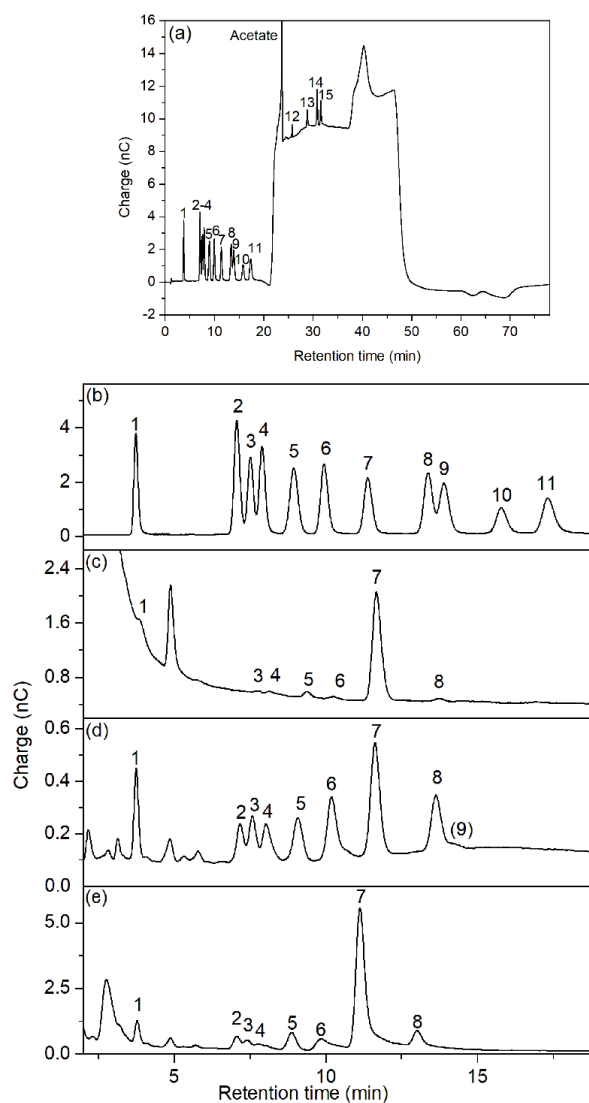 (a)
Acetate
16
14
12
10
8
6
4
2
0
-2
Charge (nC)
1
2-4
5
6
7
8
9
10
11
12
13
14
15
0 10 20 30 40 50 60 70
Retention time (min)
(b)
4
2
0
1 2 3 4 5 6 7 8 9 10 11
(c)
2.4
1.6
0.8
1 3 4 5 6 7 8
Charge (nC)
(d)
0.6
0.4
0.2
0.0
1 2 3 4 5 6 7 8 (9)
(e)
5.0
2.5
0.0
1 2 3 4 5 6 7 8
5 10 15
Retention time (min)